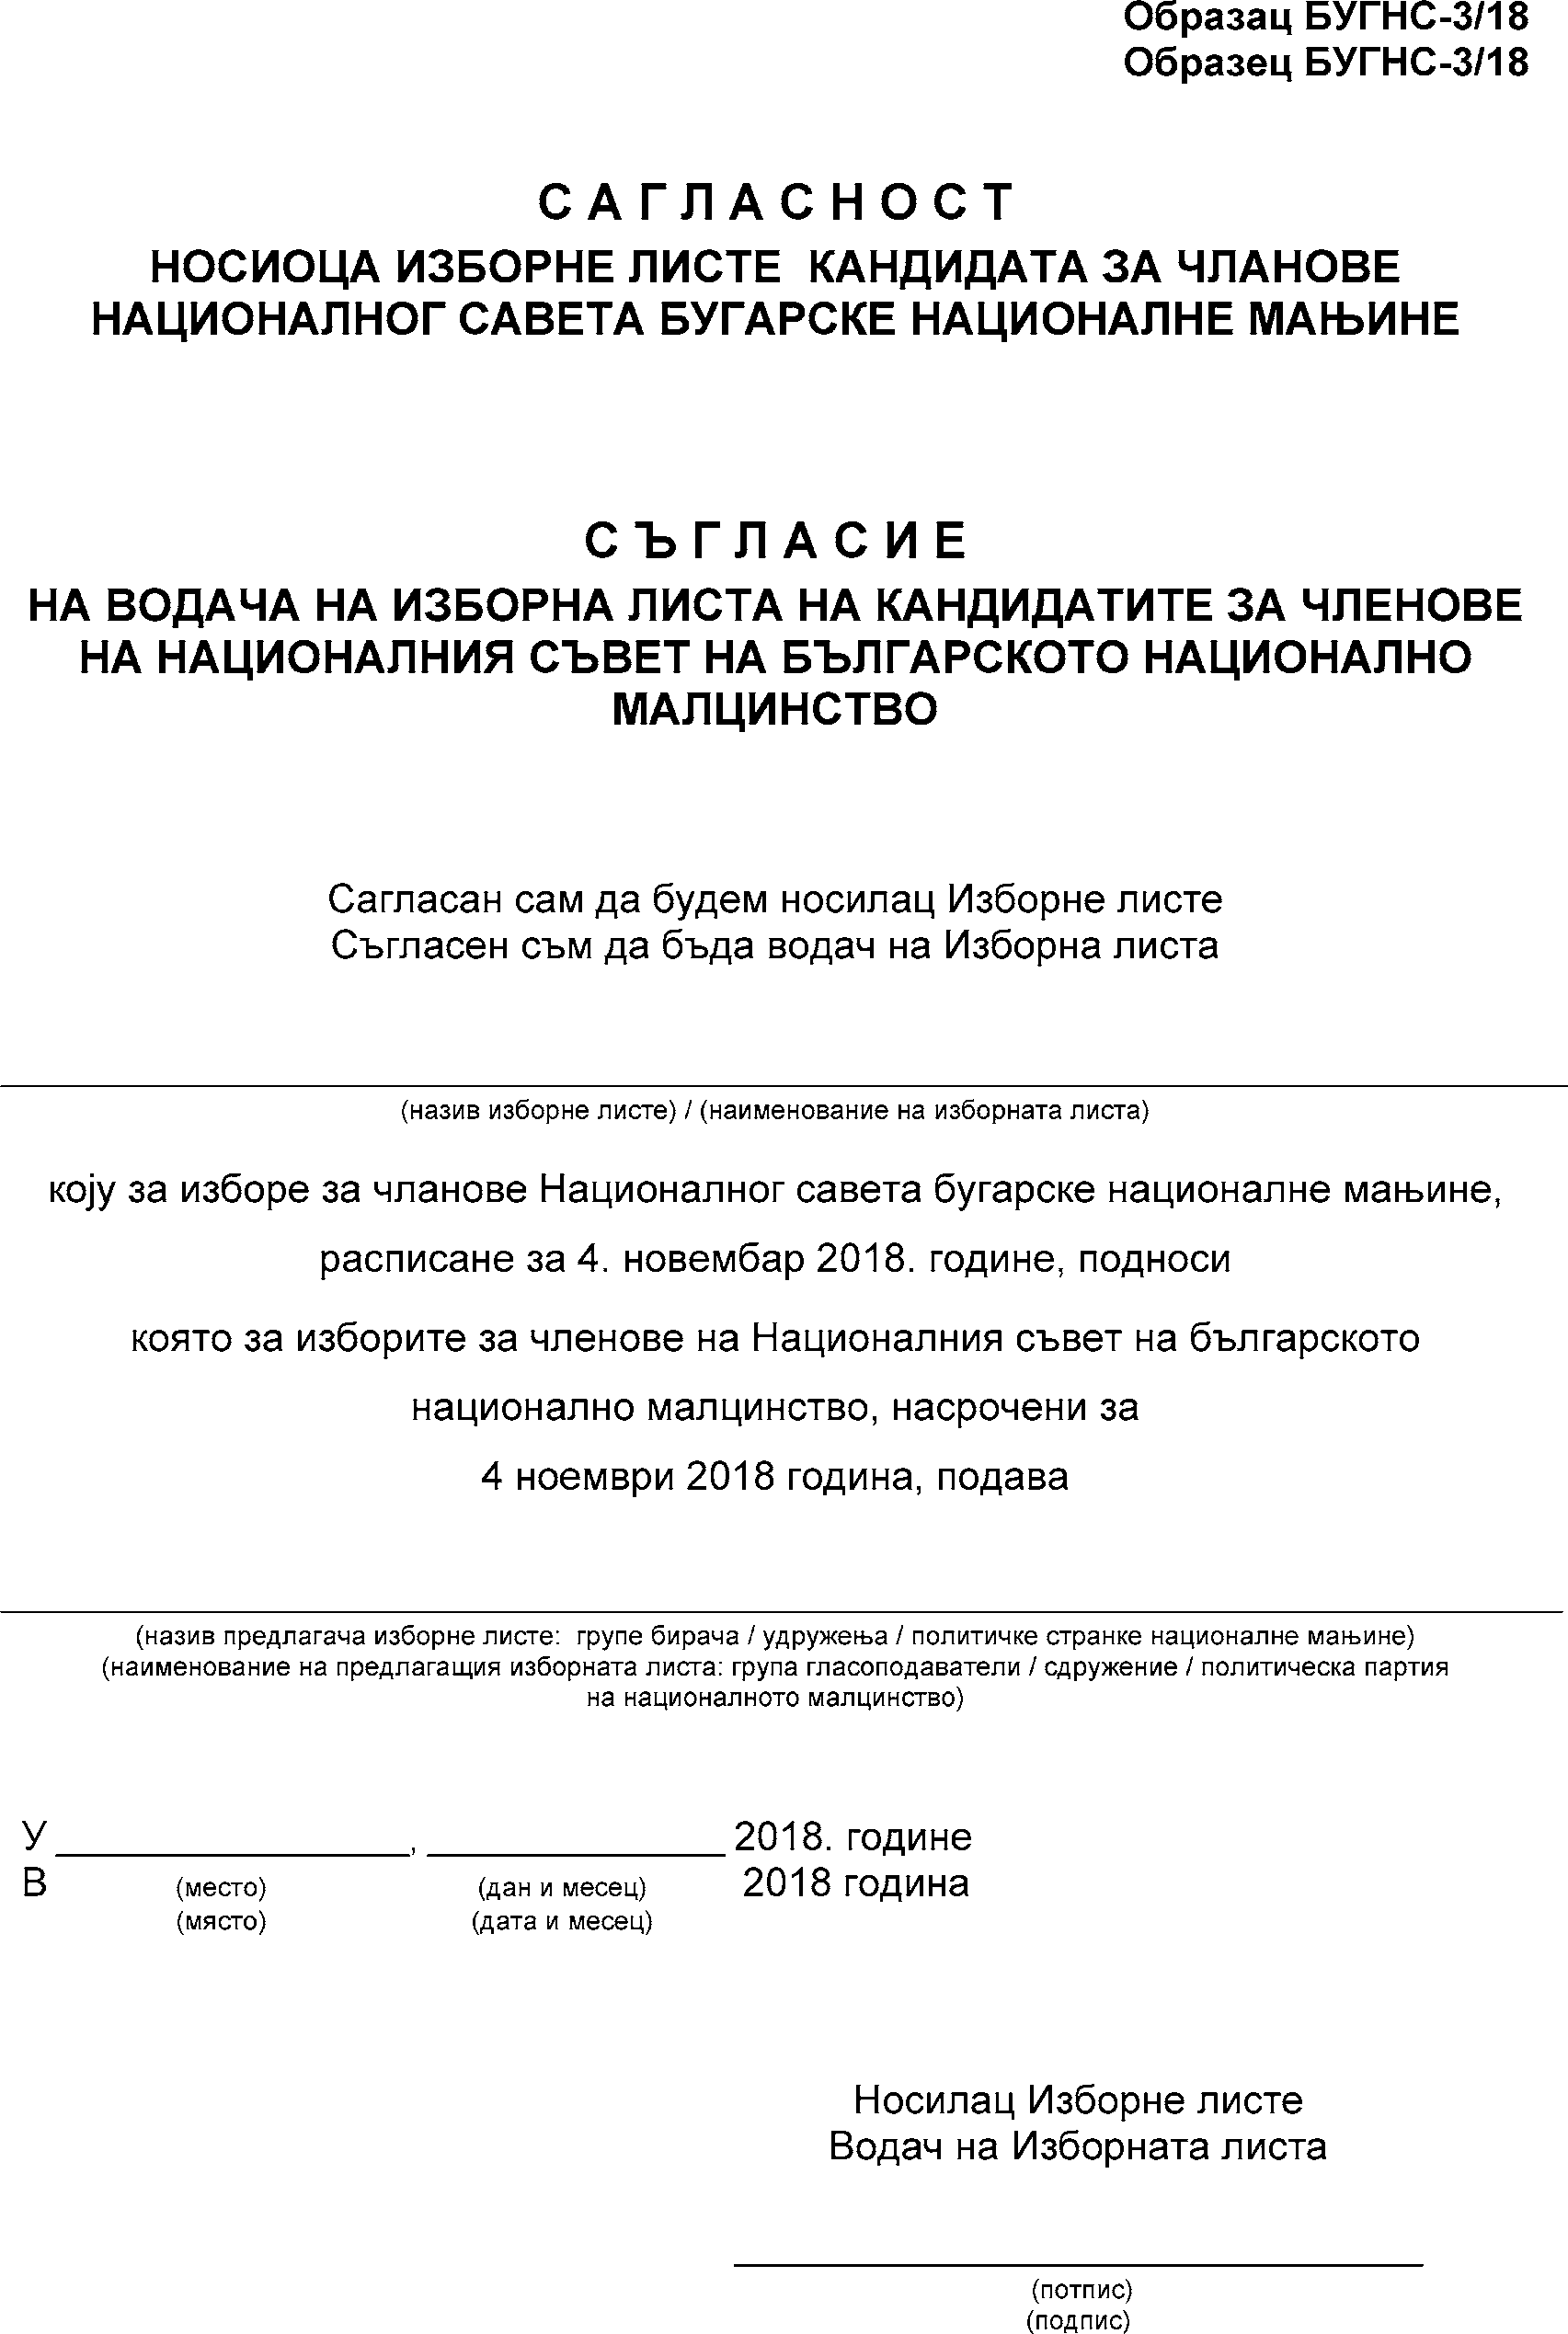 Образац БУГНС-3/18
Образец БУГНС-3/18
С А Г Л А С Н О С Т
НОСИОЦА ИЗБОРНЕ ЛИСТЕ КАНДИДАТА ЗА ЧЛАНОВЕ
НАЦИОНАЛНОГ САВЕТА БУГАРСКЕ НАЦИОНАЛНЕ МАЊИНЕ
С Ъ Г Л А С И Е
НА ВОДАЧА НА ИЗБОРНА ЛИСТА НА КАНДИДАТИТЕ ЗА ЧЛЕНОВЕ
НА НАЦИОНАЛНИЯ СЪВЕТ НА БЪЛГАРСКОТО НАЦИОНАЛНО
МАЛЦИНСТВО
Сагласан сам да будем носилац Изборне листе
Съгласен съм да бъда водач на Изборна листа
(назив изборне листе) / (наименование на изборната листа)
коју за изборе за чланове Националног савета бугарске националне мањине,
расписане за 4. новембар 2018. године, подноси
която за изборите за членове на Националния съвет на българското
национално малцинство, насрочени за
4 ноември 2018 година, подава
(назив предлагача изборне листе: групе бирача / удружења / политичке странке националне мањине)
(наименование на предлагащия изборната листа: група гласоподаватели / сдружение / политическа партия
на националното малцинство)
У _________________, ______________ 2018. године
В (место) (дан и месец) 2018 година
(място) (дата и месец)
Носилац Изборне листе
Водач на Изборната листа
(потпис)
(подпис)